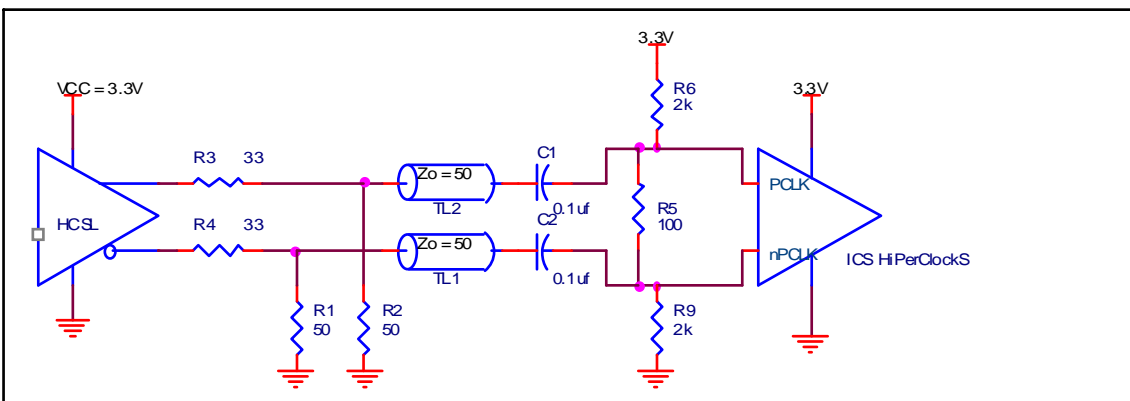 3.3V
VCC = 3.3V
R6
2k
3.3V
R3 33
C1
Zo = 50
PCLK
TL2
0.1uf
HCSL
R4 33
C2
R5
100
Zo = 50
nPCLK
TL1
0.1uf
ICS HiPerClockS
R1
50
R2
50
R9
2k